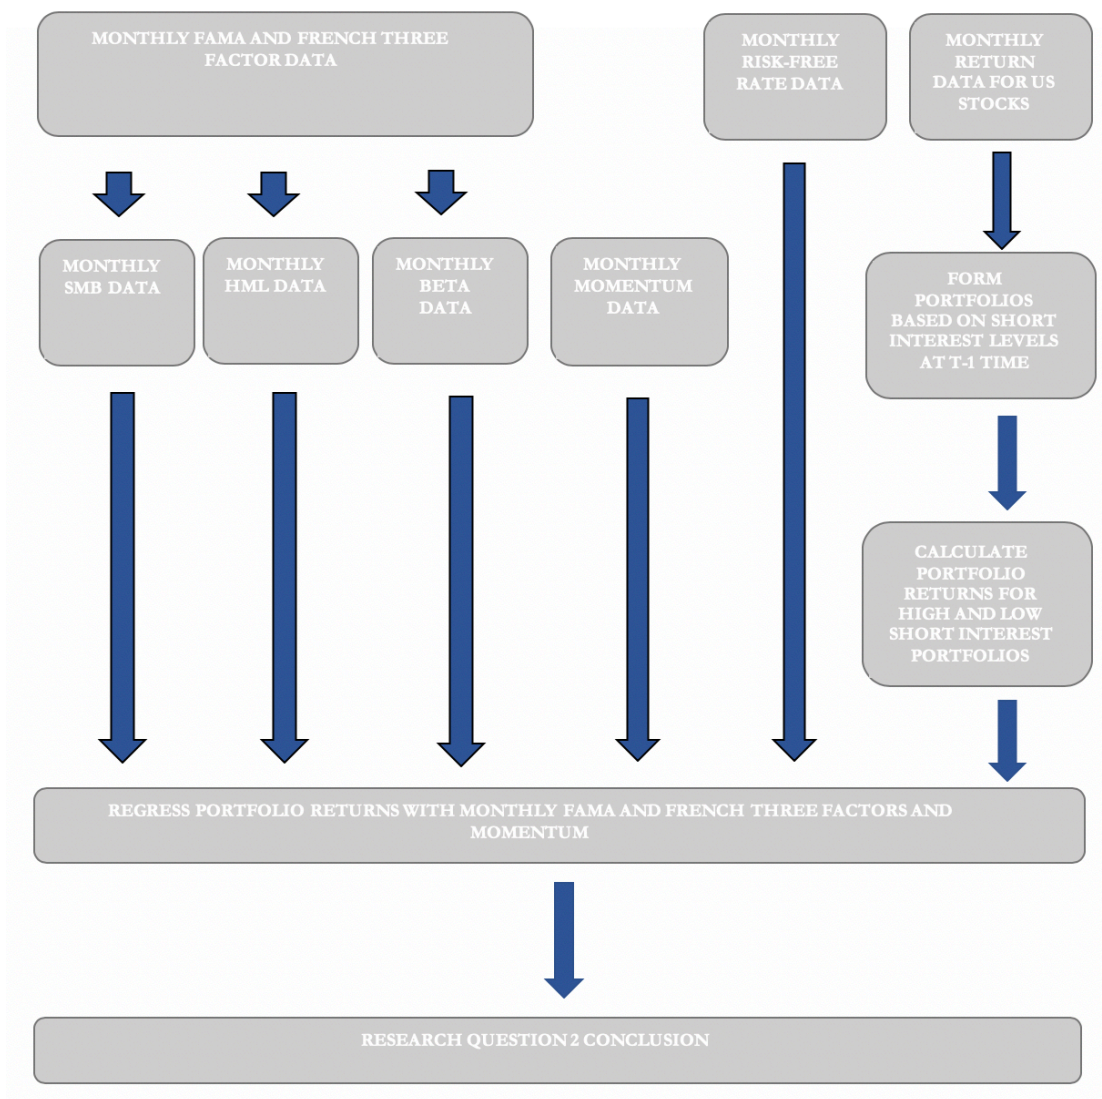 MONTHLY FAMA AND FRENCH THREE
FACTOR DATA
MONTHLY
RISK-FREE
RATE DATA
MONTHLY
RETURN
DATA FOR US
STOCKS
MONTHLY
SMB DATA
MONTHLY
HML DATA
MONTHLY
BETA
DATA
MONTHLY
MOMENTUM
DATA
FORM
PORTFOLIOS
BASED ON SHORT
INTEREST LEVELS
AT T-1 TIME
CALCULATE
PORTFOLIO
RETURNS FOR
HIGH AND LOW
SHORT INTEREST
PORTFOLIOS
REGRESS PORTFOLIO RETURNS WITH MONTHLY FAMA AND FRENCH THREE FACTORS AND
MOMENTUM
RESEARCH QUESTION 2 CONCLUSION